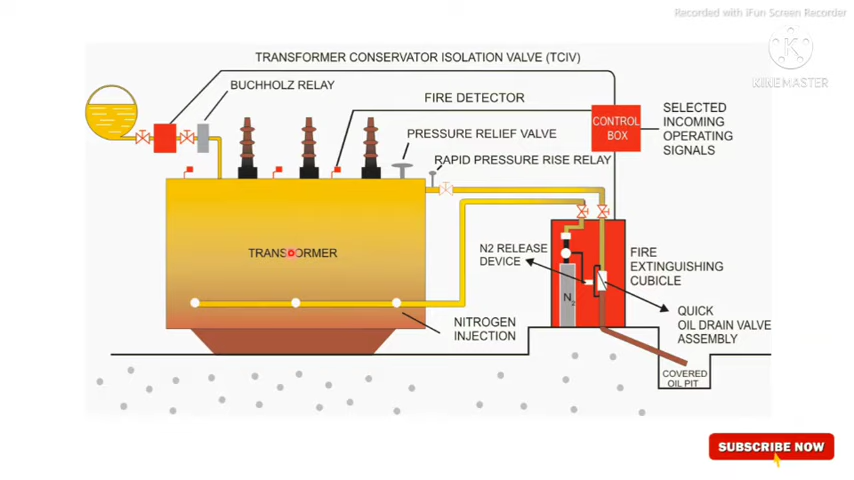 Recorded with iFun Screen Recorder
KINEMASTER
TRANSFORMER CONSERVATOR ISOLATION VALVE (TCIV)
BUCHHOLZ RELAY
FIRE DETECTOR
PRESSURE RELIEF VALVE
RAPID PRESSURE RISE RELAY
CONTROL
BOX
SELECTED
INCOMING
OPERATING
SIGNALS
TRANSFORMER
N2 RELEASE
DEVICE
FIRE
EXTINGUISHING
CUBICLE
N2
NITROGEN
INJECTION
QUICK
OIL DRAIN VALVE
ASSEMBLY
COVERED
OIL PIT
SUBSCRIBE NOW